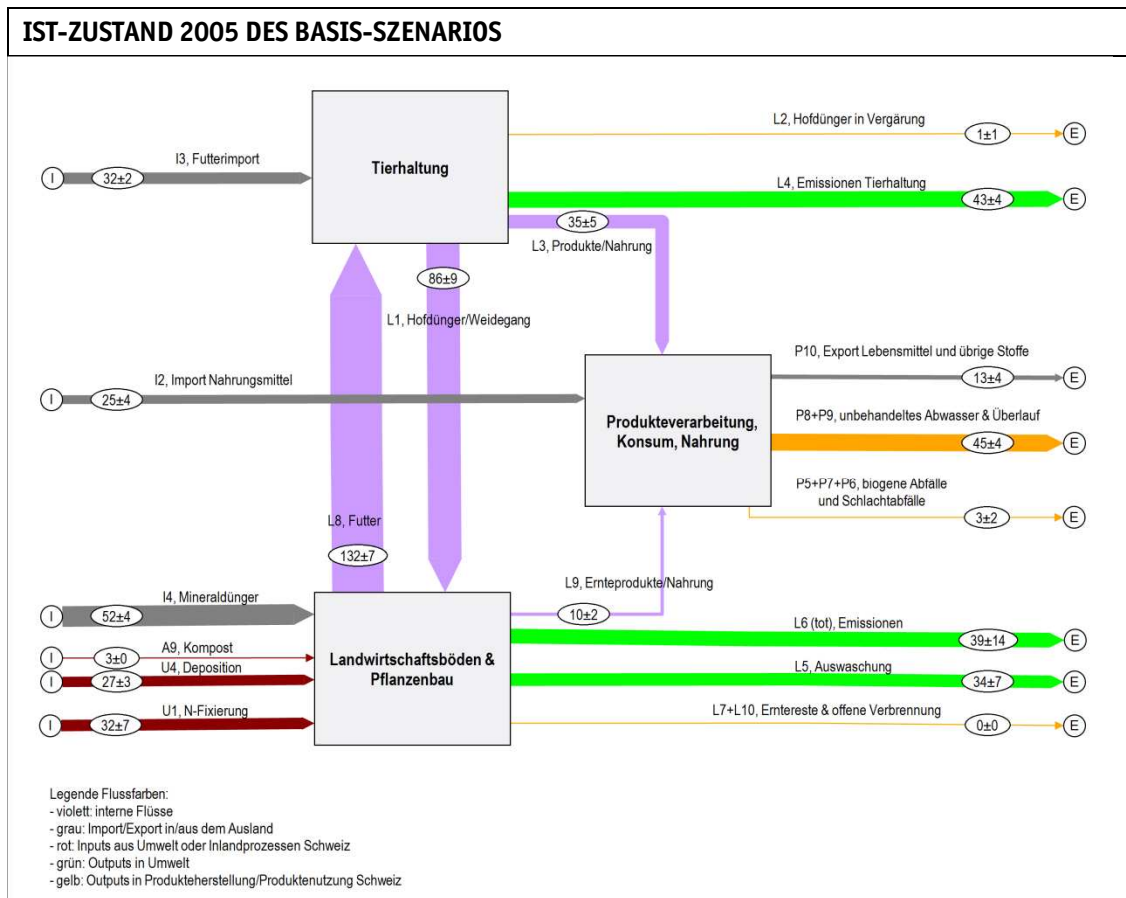 IST-ZUSTAND 2005 DES BASIS-SZENARIOS
L2, Hofdünger in Vergärung
1±1
E
I3, Futterimport
I
32±2
Tierhaltung
L4, Emissionen Tierhaltung
43±4
E
35±5
L3, Produkte/Nahrung
86±9
L1, Hofdünger/Weidegang
P10, Export Lebensmittel und übrige Stoffe
13±4
E
I2, Import Nahrungsmittel
I
25±4
Produkteverarbeitung,
Konsum, Nahrung
P8+P9, unbehandeltes Abwasser & Überlauf
45±4
E
P5+P7+P6, biogene Abfälle
und Schlachtabfälle
3±2
E
L8, Futter
132±7
L9, Ernteprodukte/Nahrung
10±2
I4, Mineraldünger
I
52±4
L6 (tot), Emissionen
39±14
E
A9, Kompost
I
3±0
Landwirtschaftsböden &
Pflanzenbau
U4, Deposition
I
27±3
L5, Auswaschung
34±7
E
U1, N-Fixierung
I
32±7
L7+L10, Erntereste & offene Verbrennung
0±0
E
Legende Flussfarben:
- violett: interne Flüsse
- grau: Import/Export in/aus dem Ausland
- rot: Inputs aus Umwelt oder Inlandprozessen Schweiz
- grün: Outputs in Umwelt
- gelb: Outputs in Produkteherstellung/Produktenutzung Schweiz